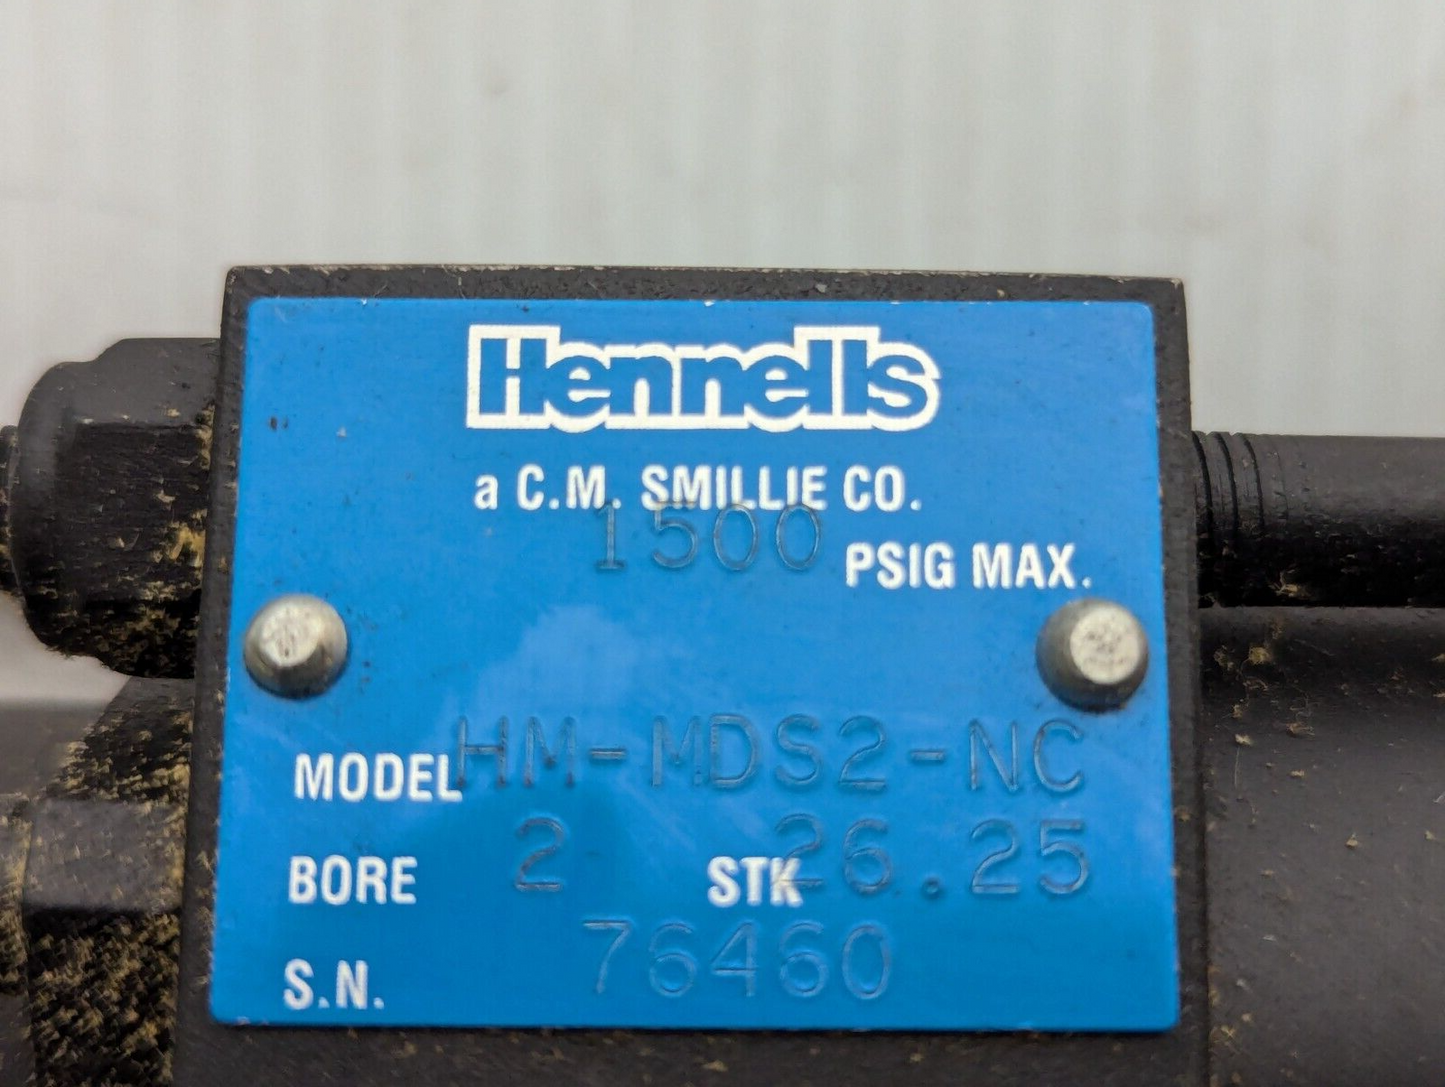 Hennells
a C.M. SMILLIE CO.
1500 PSIG MAX.
MODEL HM-MDS2-NC
BORE 2 STK 26.25
S.N. 76460